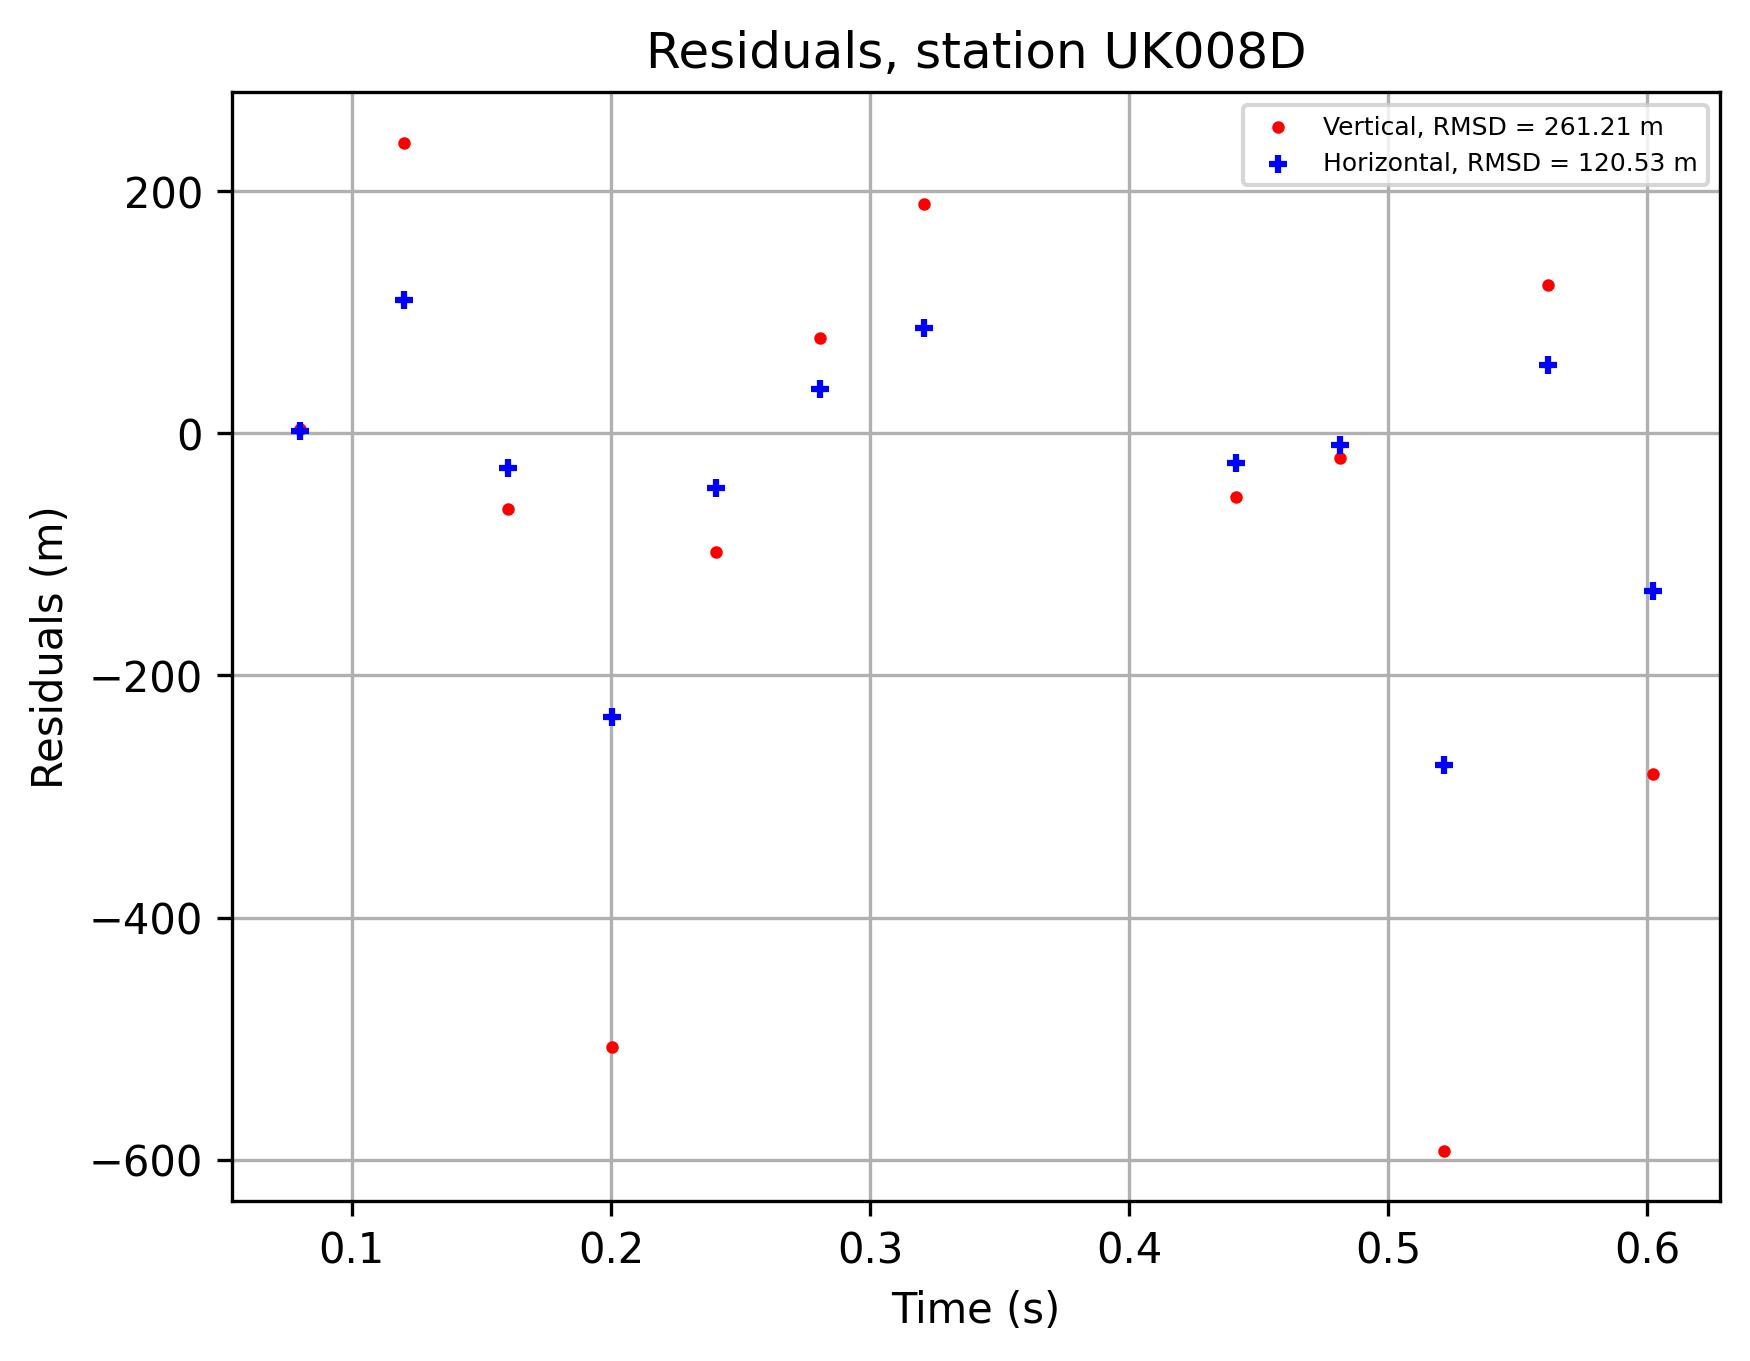 Residuals, station UK008D
Vertical, RMSD = 261.21 m
Horizontal, RMSD = 120.53 m
Residuals (m)
200
0
−200
−400
−600
0.1 0.2 0.3 0.4 0.5 0.6
Time (s)